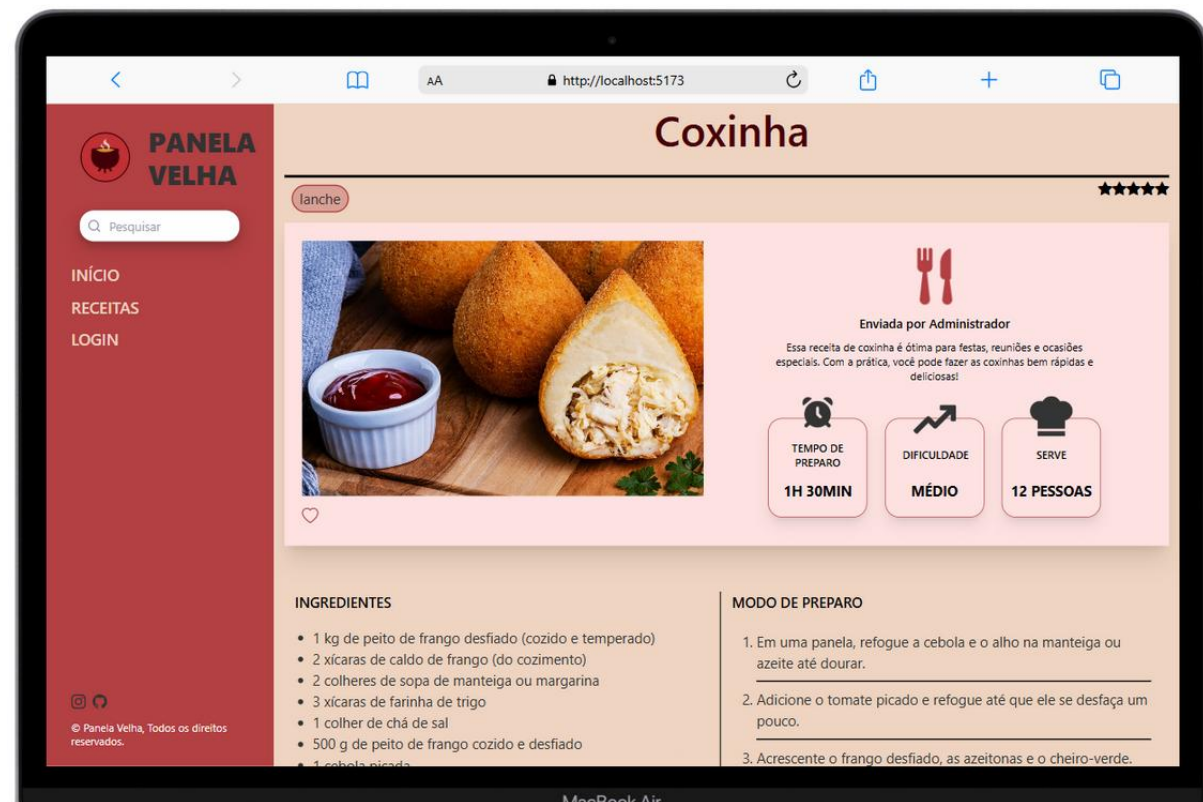 AA
http://localhost:5173
PANELA
VELHA
Pesquisar
INÍCIO
RECEITAS
LOGIN
© Panela Velha, Todos os direitos
reservados.
Coxinha
lanche
Enviada por Administrador
Essa receita de coxinha é ótima para festas, reuniões e ocasiões
especiais. Com a prática, você pode fazer as coxinhas bem rápidas e
deliciosas!
TEMPO DE
PREPARO
1H 30MIN
DIFICULDADE
MÉDIO
SERVE
12 PESSOAS
INGREDIENTES
1 kg de peito de frango desfiado (cozido e temperado)
2 xícaras de caldo de frango (do cozimento)
2 colheres de sopa de manteiga ou margarina
3 xícaras de farinha de trigo
1 colher de chá de sal
500 g de peito de frango cozido e desfiado
1 cebola picada
MODO DE PREPARO
1. Em uma panela, refogue a cebola e o alho na manteiga ou
azeite até dourar.
2. Adicione o tomate picado e refogue até que ele se desfaça um
pouco.
3. Acrescente o frango desfiado, as azeitonas e o cheiro-verde.
MacBook Air